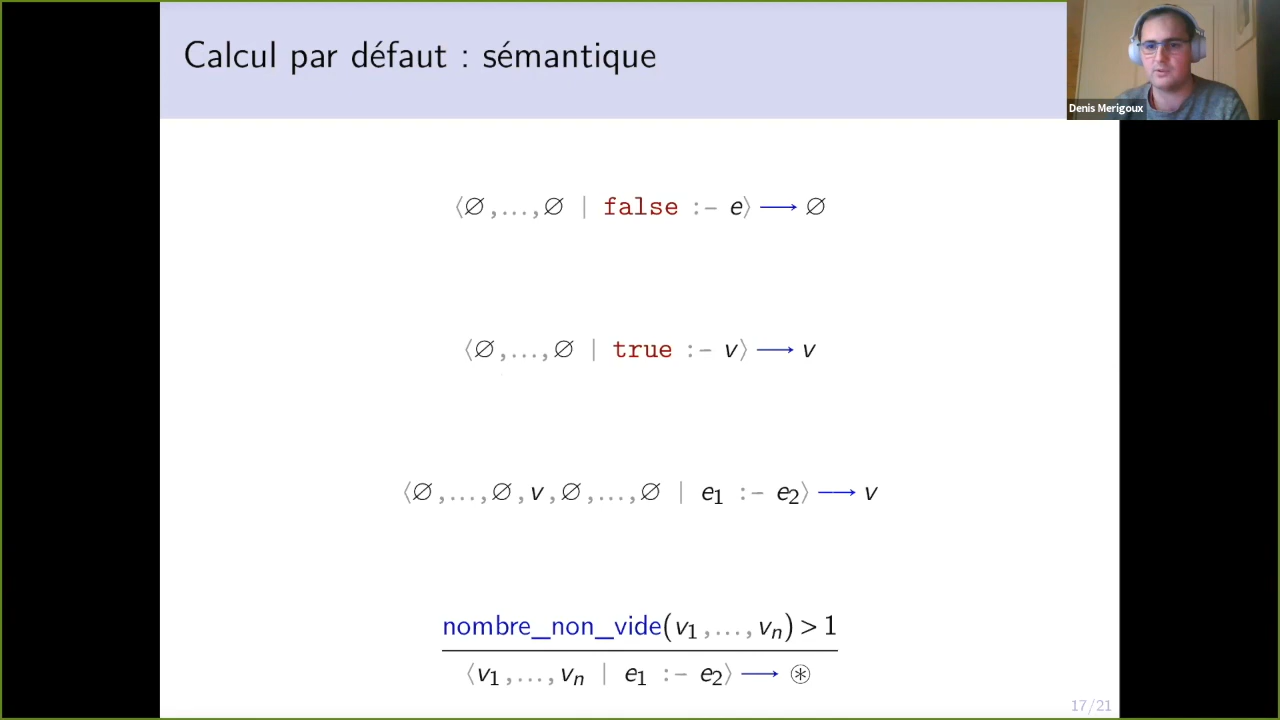 Calcul par défaut : sémantique
Denis Merigoux
⟨∅,…,∅ | false :– e⟩ ⟶ ∅
⟨∅,…,∅ | true :– v⟩ ⟶ v
⟨∅,…,∅,v,∅,…,∅ | e₁ :– e₂⟩ ⟶ v
nombre_non_vide(v₁,…,vₙ) > 1
⟨v₁,…,vₙ | e₁ :– e₂⟩ ⟶ ⊛
17/21